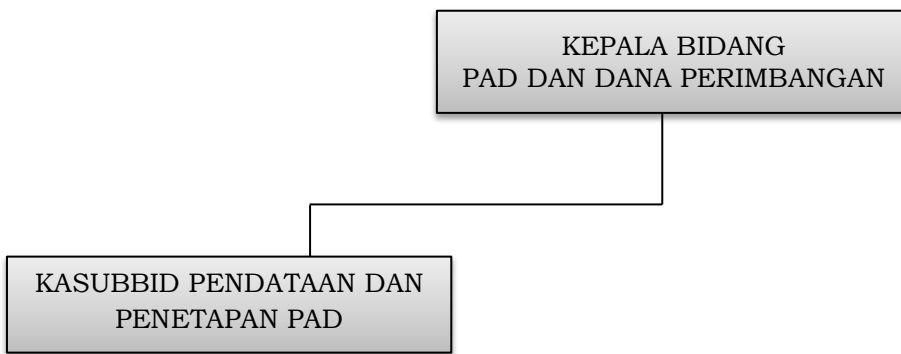 KEPALA BIDANG
PAD DAN DANA PERIMBANGAN
KASUBBID PENDATAAN DAN
PENETAPAN PAD